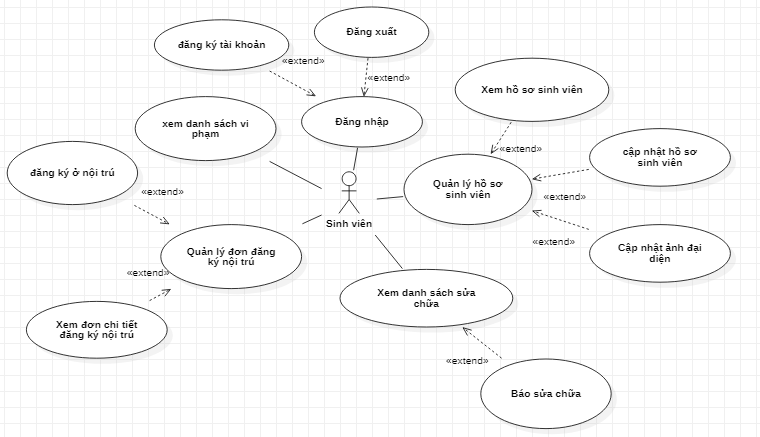 Đăng xuất
đăng ký tài khoản
«extend»
«extend»
Xem hồ sơ sinh viên
xem danh sách vi
phạm
Đăng nhập
«extend»
cập nhật hồ sơ
sinh viên
đăng ký ở nội trú
«extend»
Quản lý hồ sơ
sinh viên
«extend»
Sinh viên
«extend»
Quản lý đơn đăng
ký nội trú
Cập nhật ảnh đại
diện
«extend»
Xem danh sách sửa
chữa
Xem đơn chi tiết
đăng ký nội trú
«extend»
Báo sửa chữa